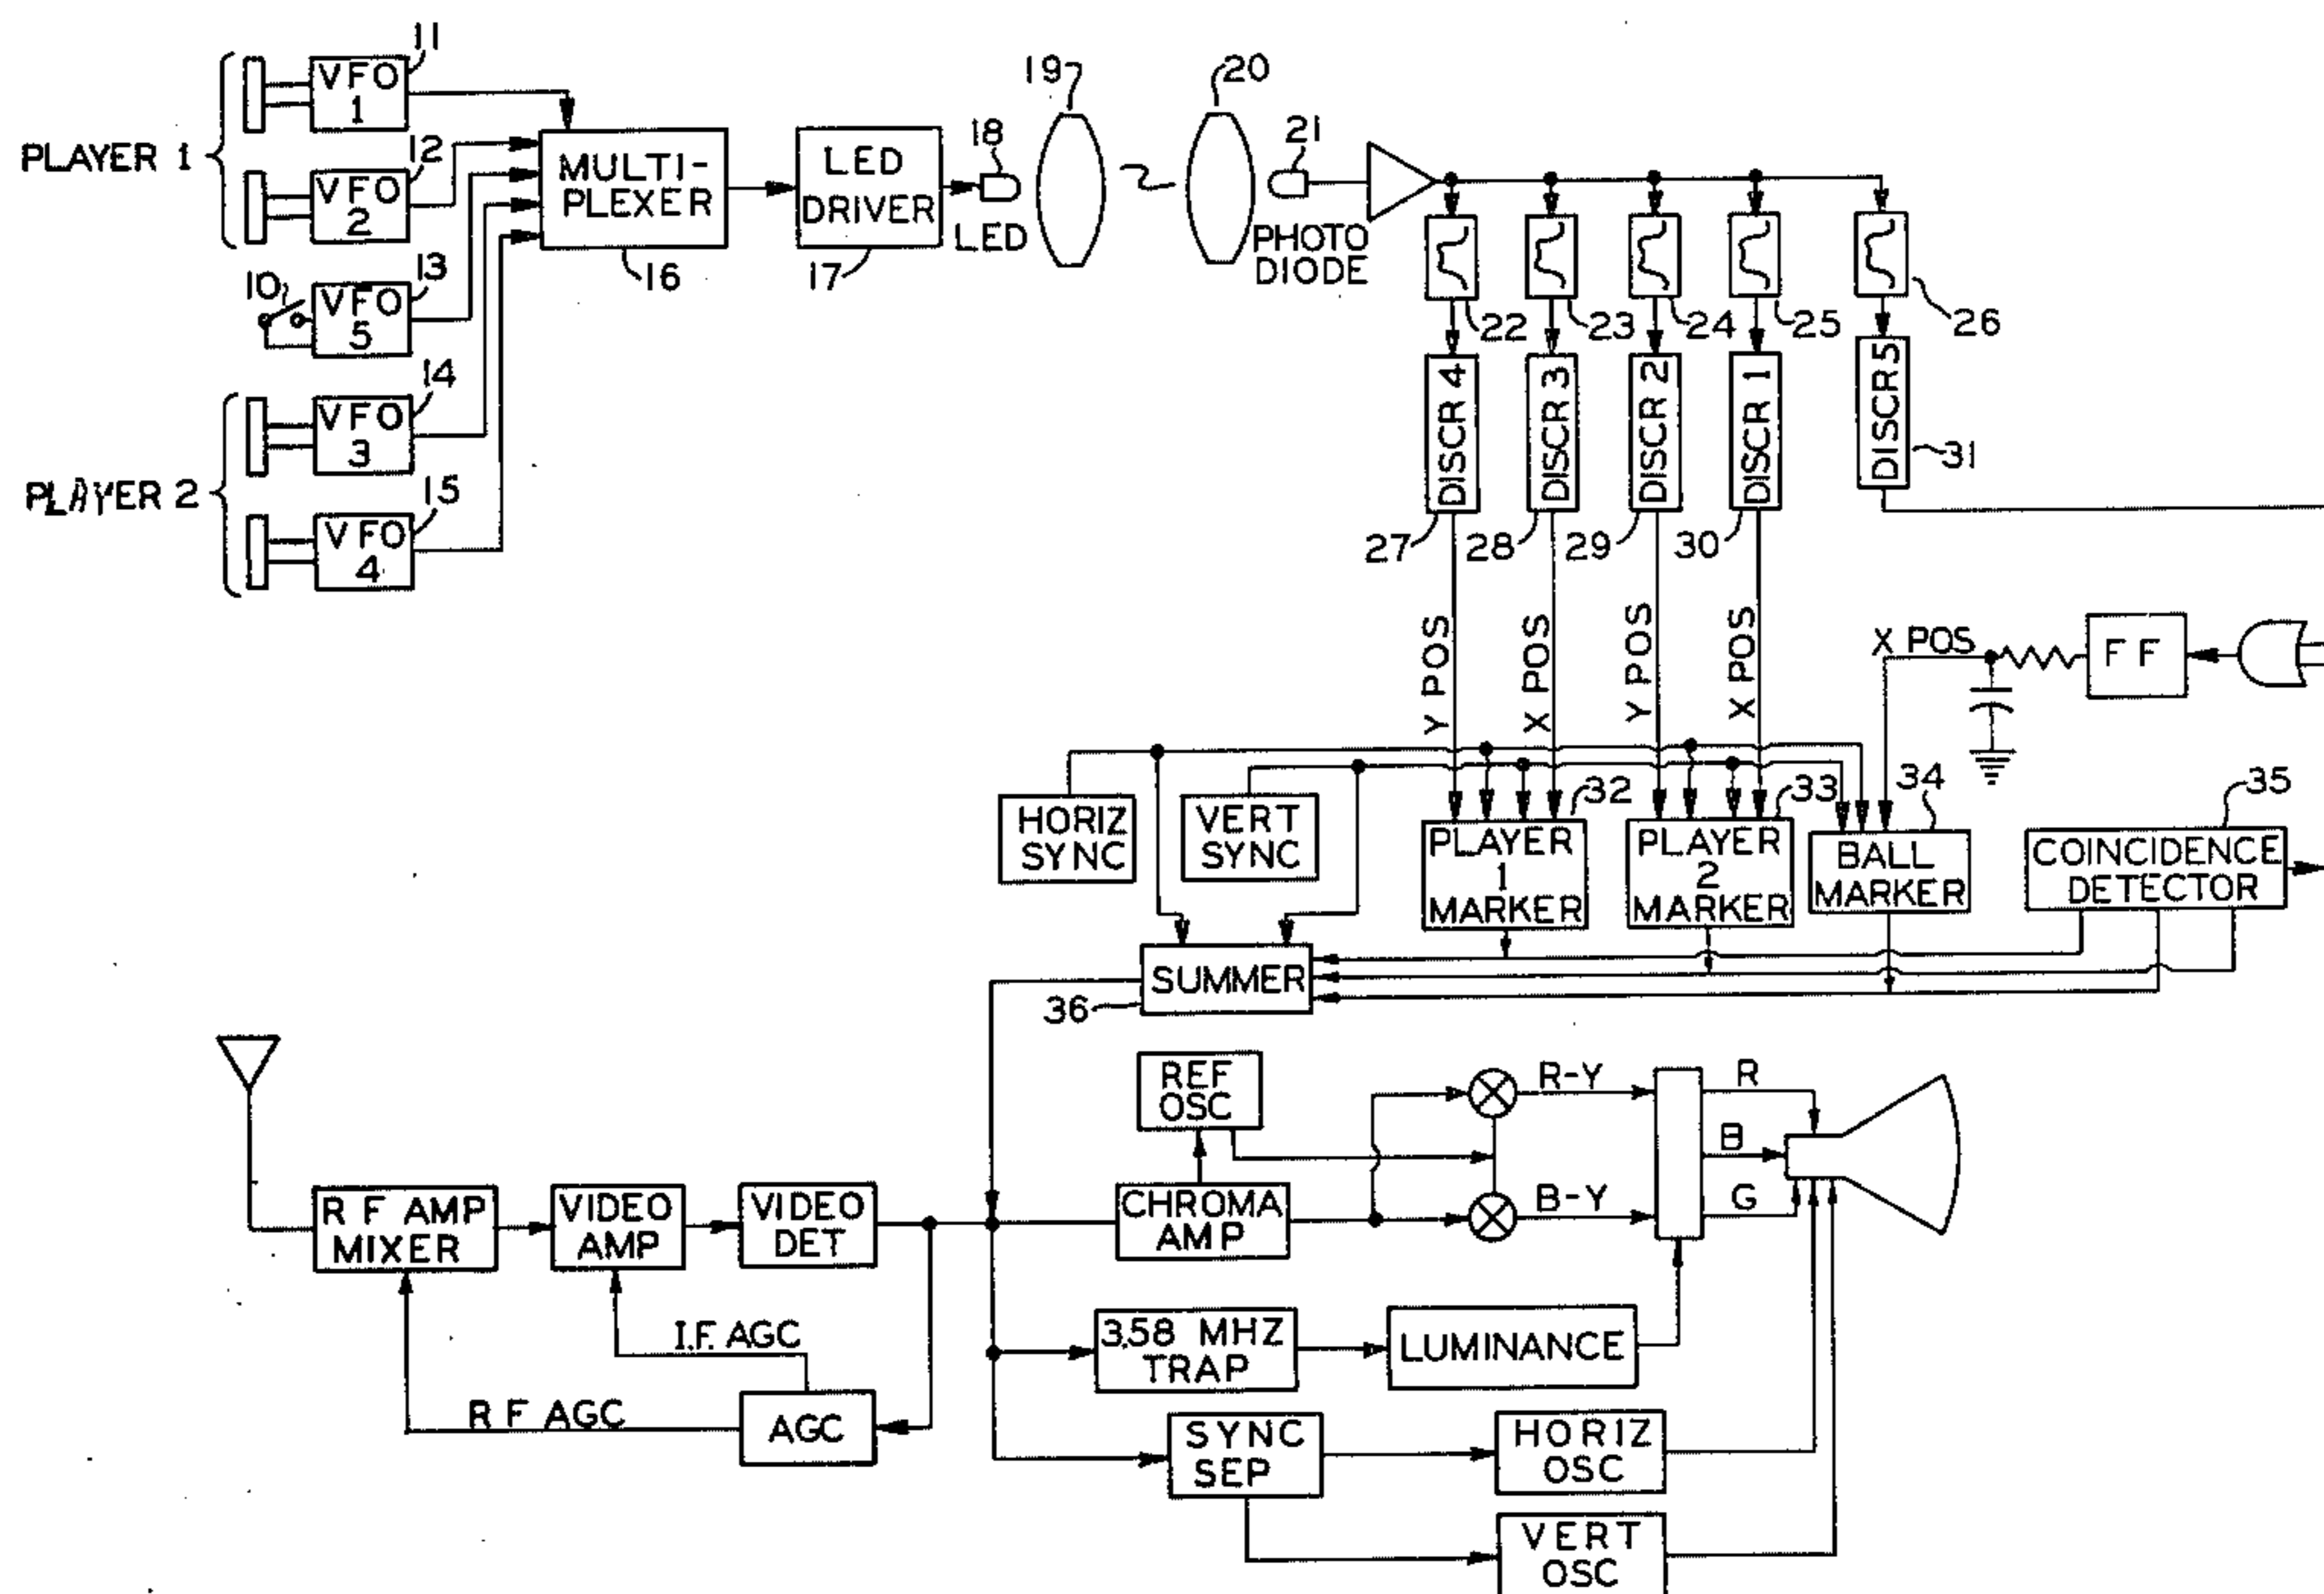 PLAYER 1
VFO
1
11
VFO
2
12
10
VFO
5
13
PLAYER 2
VFO
3
14
VFO
4
15
MULTI-
PLEXER
16
LED
DRIVER
17
18
LED
19
20
21
PHOTO
DIODE
22
23
24
25
26
DISCR 4
DISCR 3
DISCR 2
DISCR 1
DISCR 5
27
28
29
30
31
Y POS
X POS
Y POS
X POS
X POS
FF
HORIZ
SYNC
VERT
SYNC
PLAYER
1
MARKER
32
PLAYER
2
MARKER
33
BALL
MARKER
34
COINCIDENCE
DETECTOR
35
SUMMER
36
REF
OSC
R-Y
R
B
CHROMA
AMP
B-Y
G
R F AMP
MIXER
VIDEO
AMP
VIDEO
DET
I.F. AGC
R F AGC
AGC
3.58 MHZ
TRAP
LUMINANCE
SYNC
SEP
HORIZ
OSC
VERT
OSC